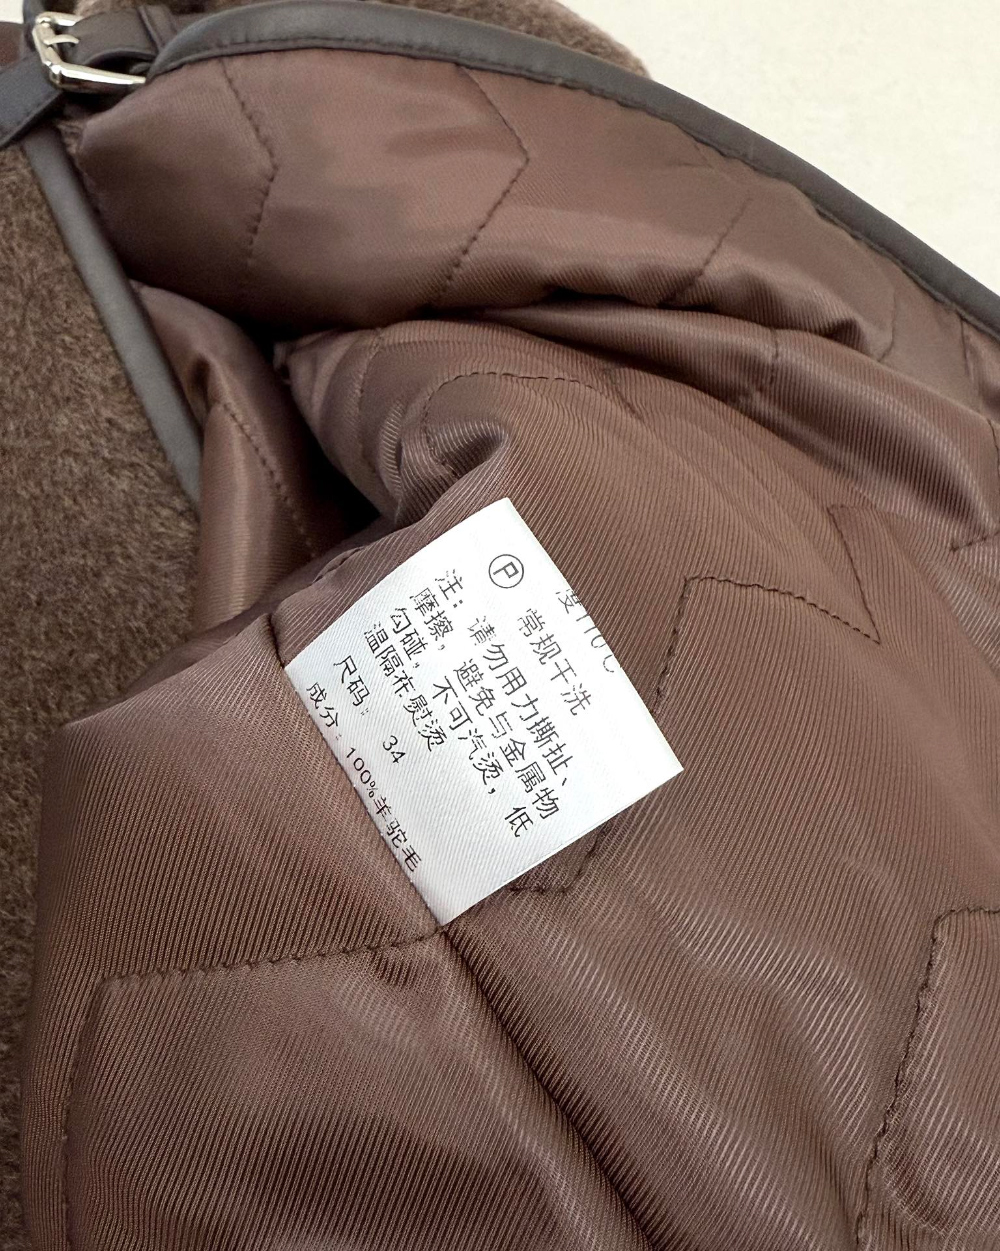 Ⓟ 常规干洗
注：请勿用力撕扯、
摩擦，避免与金属物
勾碰，不可汽烫，低
温隔布熨烫
尺码：34
成分：100%羊驼毛